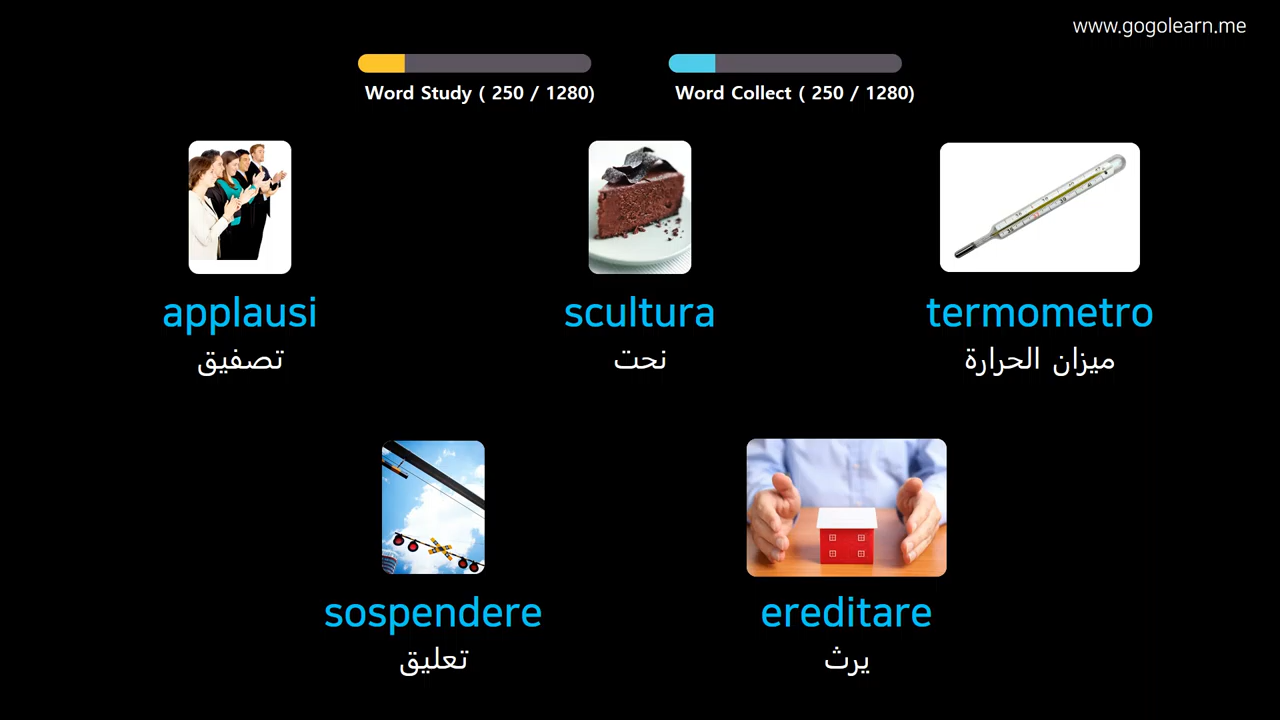 www.gogolearn.me
Word Study ( 250 / 1280)
Word Collect ( 250 / 1280)
applausi
تصفيق
scultura
نحت
termometro
ميزان الحرارة
sospendere
تعليق
ereditare
يرث